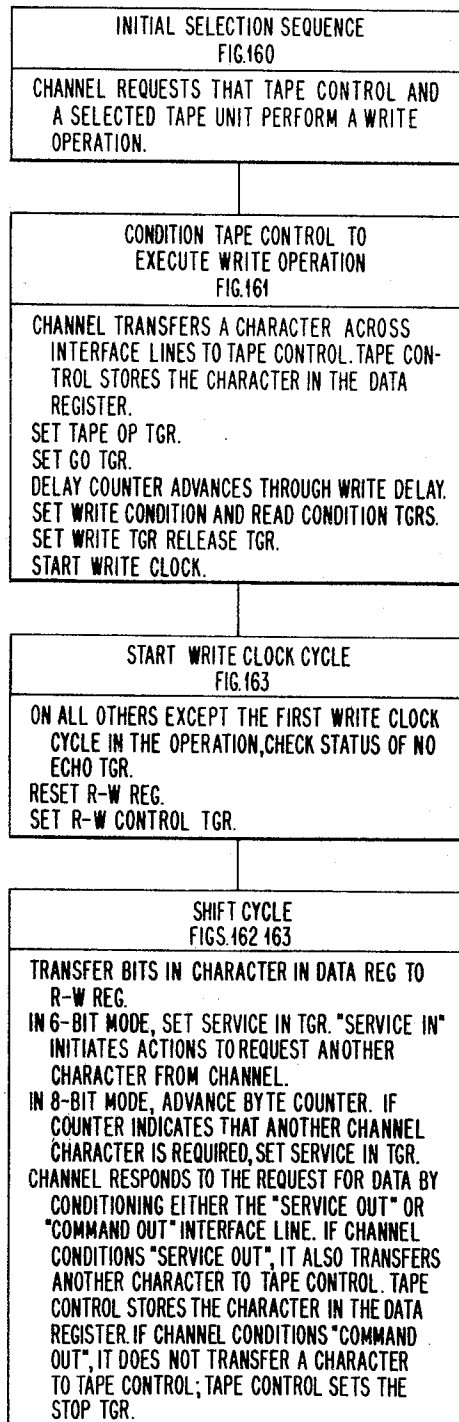 INITIAL SELECTION SEQUENCE
FIG.160
CHANNEL REQUESTS THAT TAPE CONTROL AND
A SELECTED TAPE UNIT PERFORM A WRITE
OPERATION.
CONDITION TAPE CONTROL TO
EXECUTE WRITE OPERATION
FIG.161
CHANNEL TRANSFERS A CHARACTER ACROSS
INTERFACE LINES TO TAPE CONTROL. TAPE CON-
TROL STORES THE CHARACTER IN THE DATA
REGISTER.
SET TAPE OP TGR.
SET GO TGR.
DELAY COUNTER ADVANCES THROUGH WRITE DELAY.
SET WRITE CONDITION AND READ CONDITION TGRS.
SET WRITE TGR RELEASE TGR.
START WRITE CLOCK.
START WRITE CLOCK CYCLE
FIG.163
ON ALL OTHERS EXCEPT THE FIRST WRITE CLOCK
CYCLE IN THE OPERATION, CHECK STATUS OF NO
ECHO TGR.
RESET R-W REG.
SET R-W CONTROL TGR.
SHIFT CYCLE
FIGS.162 163
TRANSFER BITS IN CHARACTER IN DATA REG TO
R-W REG.
IN 6-BIT MODE, SET SERVICE IN TGR. "SERVICE IN"
INITIATES ACTIONS TO REQUEST ANOTHER
CHARACTER FROM CHANNEL.
IN 8-BIT MODE, ADVANCE BYTE COUNTER. IF
COUNTER INDICATES THAT ANOTHER CHANNEL
CHARACTER IS REQUIRED, SET SERVICE IN TGR.
CHANNEL RESPONDS TO THE REQUEST FOR DATA BY
CONDITIONING EITHER THE "SERVICE OUT" OR
"COMMAND OUT" INTERFACE LINE. IF CHANNEL
CONDITIONS "SERVICE OUT", IT ALSO TRANSFERS
ANOTHER CHARACTER TO TAPE CONTROL. TAPE
CONTROL STORES THE CHARACTER IN THE DATA
REGISTER. IF CHANNEL CONDITIONS "COMMAND
OUT", IT DOES NOT TRANSFER A CHARACTER
TO TAPE CONTROL; TAPE CONTROL SETS THE
STOP TGR.